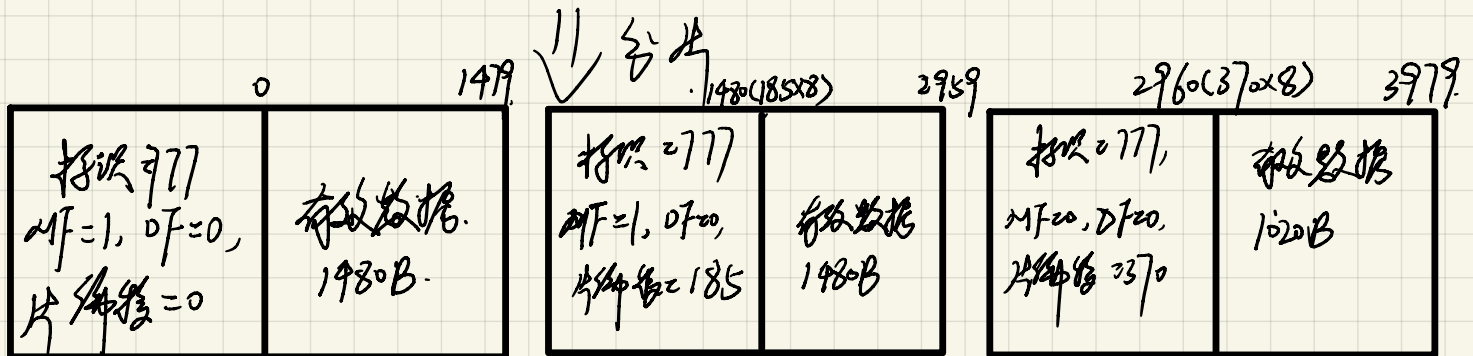 分片
0
1479
1480(185×8)
2959
2960(370×8)
3979
标识=777
MF=1, DF=0,
片偏移=0
有效数据.
1480B.
标识=777
MF=1, DF=0,
片偏移=185
有效数据
1480B
标识=777,
MF=0, DF=0,
片偏移=370
有效数据
1020B